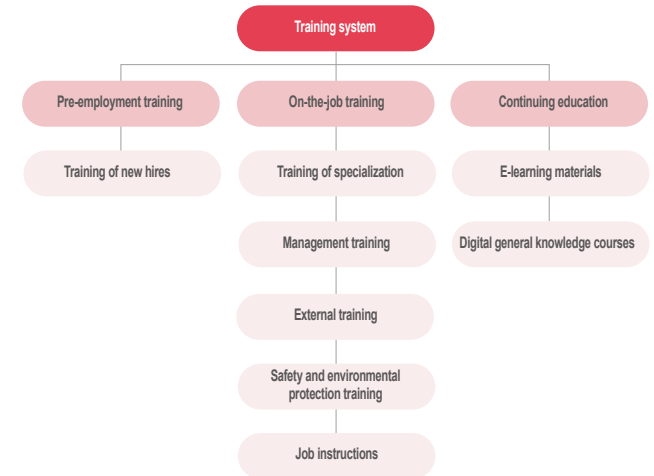 Training system
Pre-employment training
On-the-job training
Continuing education
Training of new hires
Training of specialization
E-learning materials
Management training
Digital general knowledge courses
External training
Safety and environmental
protection training
Job instructions